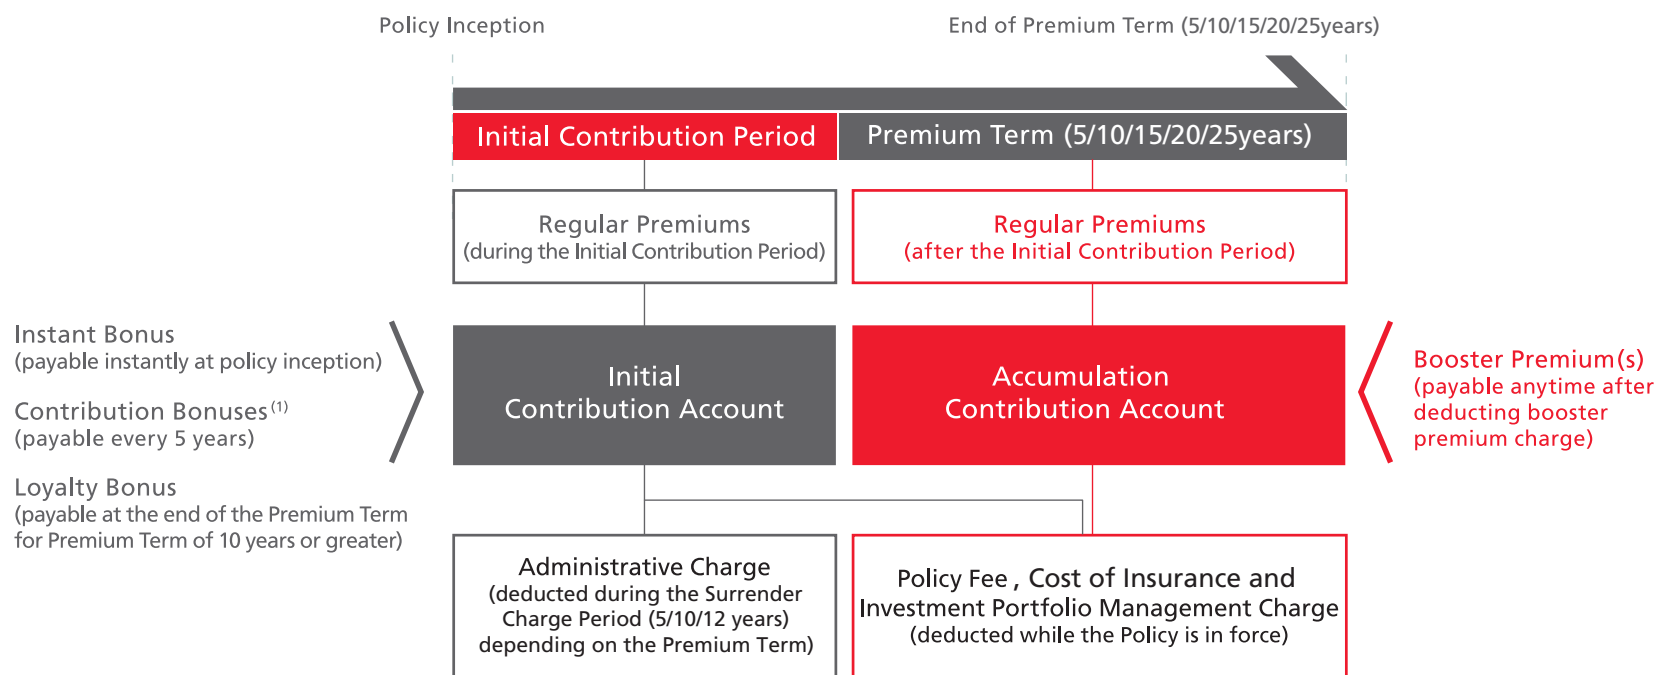 Policy Inception
End of Premium Term (5/10/15/20/25years)
Initial Contribution Period
Premium Term (5/10/15/20/25years)
Regular Premiums
(during the Initial Contribution Period)
Regular Premiums
(after the Initial Contribution Period)
Instant Bonus
(payable instantly at policy inception)
Contribution Bonuses(1)
(payable every 5 years)
Loyalty Bonus
(payable at the end of the Premium Term
for Premium Term of 10 years or greater)
Initial
Contribution Account
Accumulation
Contribution Account
Booster Premium(s)
(payable anytime after
deducting booster
premium charge)
Administrative Charge
(deducted during the Surrender
Charge Period (5/10/12 years)
depending on the Premium Term)
Policy Fee , Cost of Insurance and
Investment Portfolio Management Charge
(deducted while the Policy is in force)